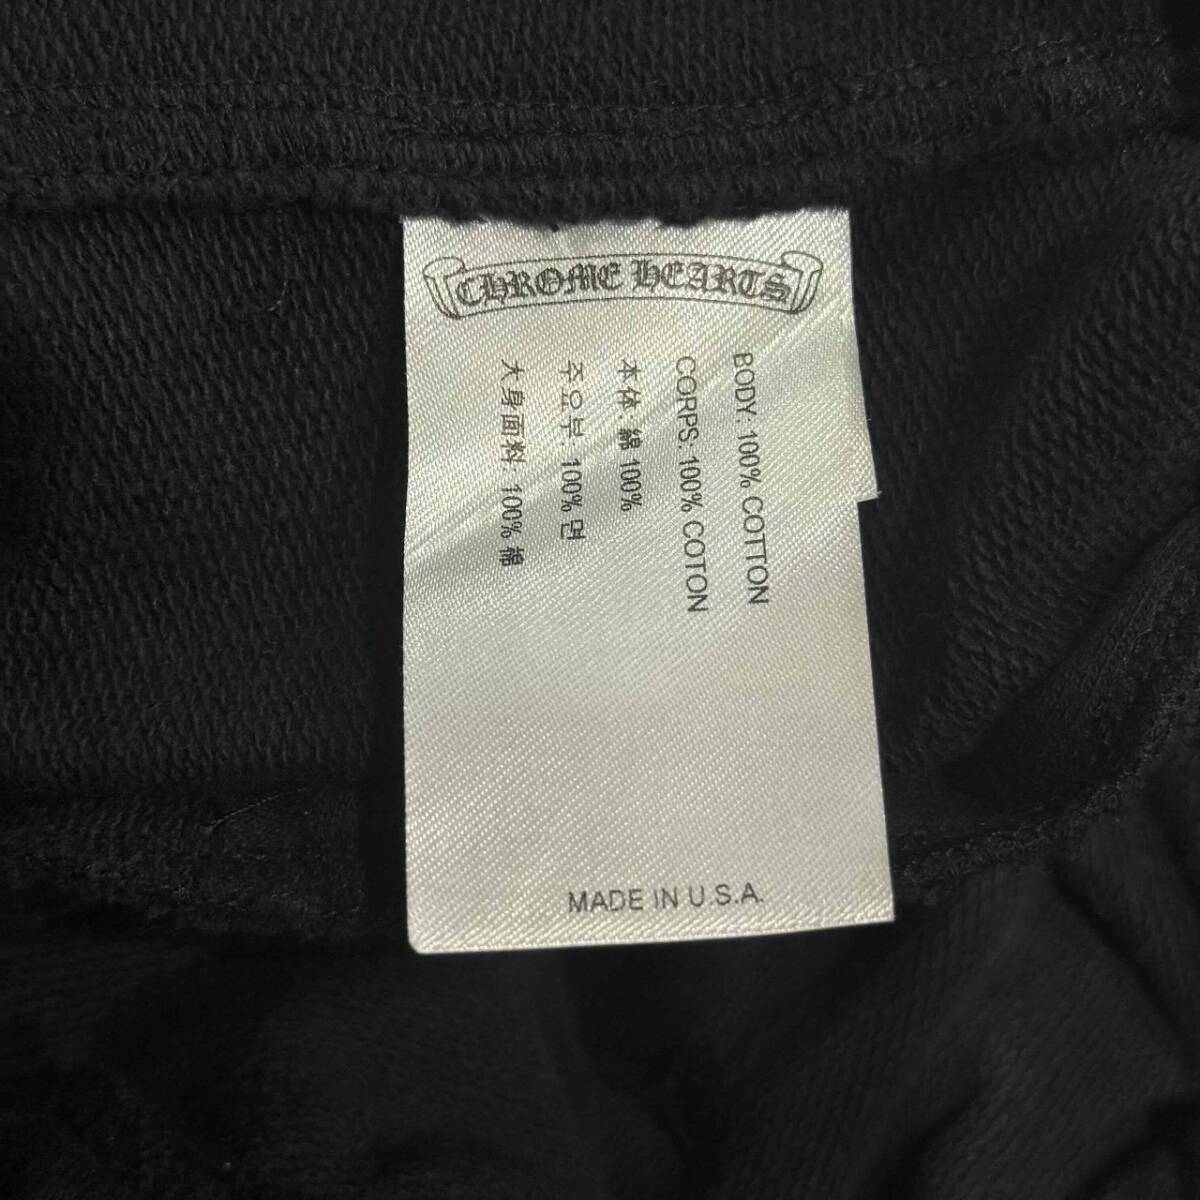 CHROME HEARTS
BODY: 100% COTTON
CORPS: 100% COTON
本体: 綿 100%
주요부: 100% 면
大身面料: 100% 棉
MADE IN U.S.A.